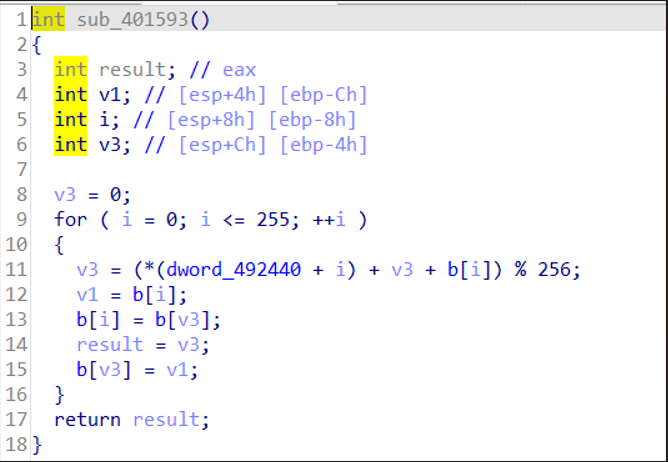 1 int sub_401593()
2 {
3   int result; // eax
4   int v1; // [esp+4h] [ebp-Ch]
5   int i; // [esp+8h] [ebp-8h]
6   int v3; // [esp+Ch] [ebp-4h]
7
8   v3 = 0;
9   for ( i = 0; i <= 255; ++i )
10   {
11     v3 = (*(dword_492440 + i) + v3 + b[i]) % 256;
12     v1 = b[i];
13     b[i] = b[v3];
14     result = v3;
15     b[v3] = v1;
16   }
17   return result;
18 }